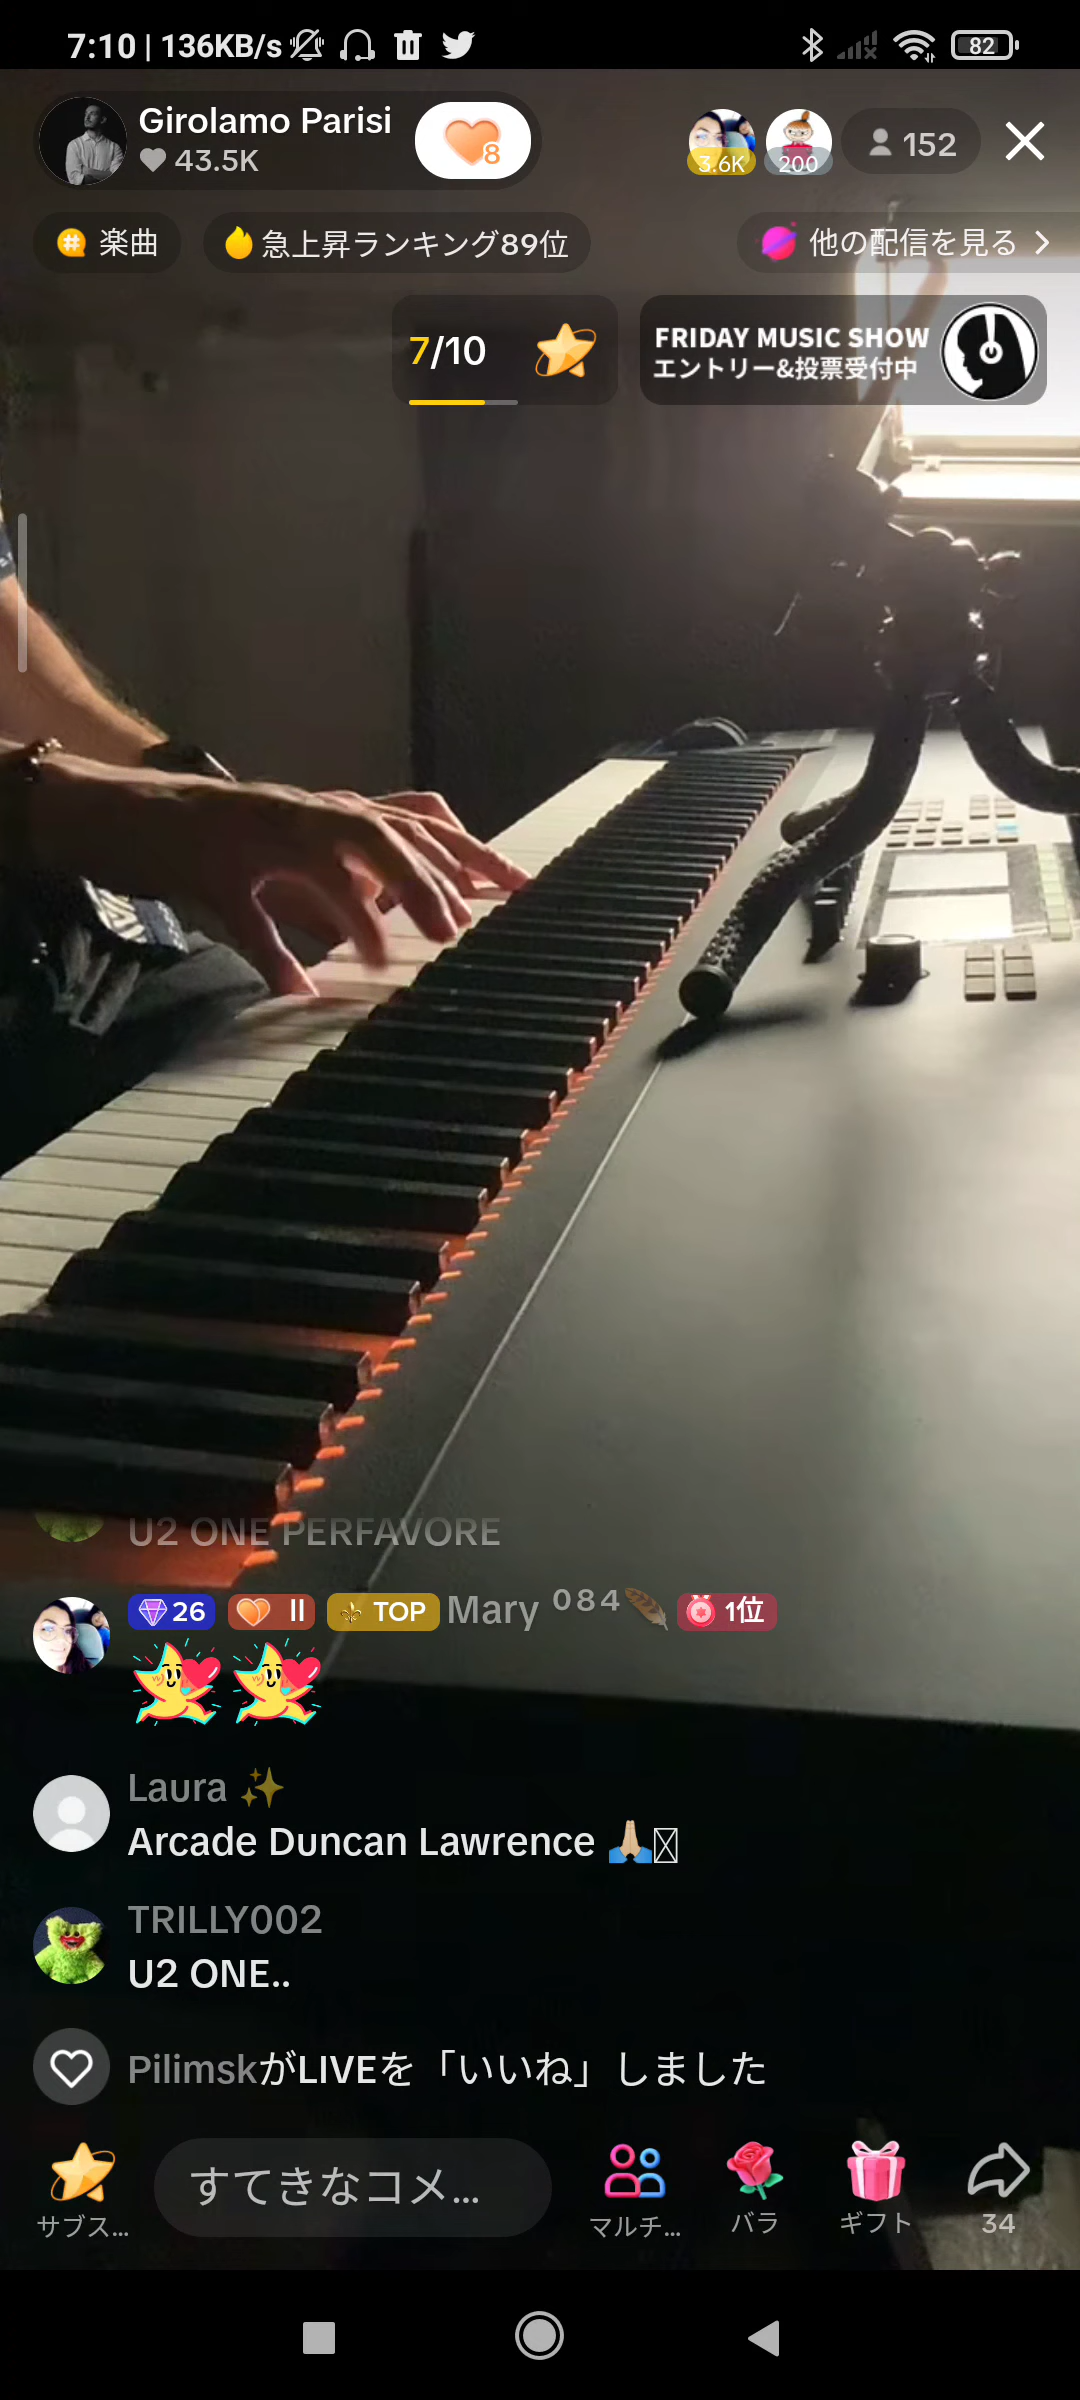 7:10 | 136KB/s
82
Girolamo Parisi
43.5K
8
3.6K
200
152
楽曲
急上昇ランキング89位
他の配信を見る
7/10
FRIDAY MUSIC SHOW
エントリー&投票受付中
U2 ONE PERFAVORE
26 II TOP Mary ⁰⁸⁴🪶 1位
Laura ✨
Arcade Duncan Lawrence 🙏🏼
TRILLY002
U2 ONE..
PilimskがLIVEを「いいね」しました
すてきなコメ...
サブス...
マルチ...
バラ
ギフト
34